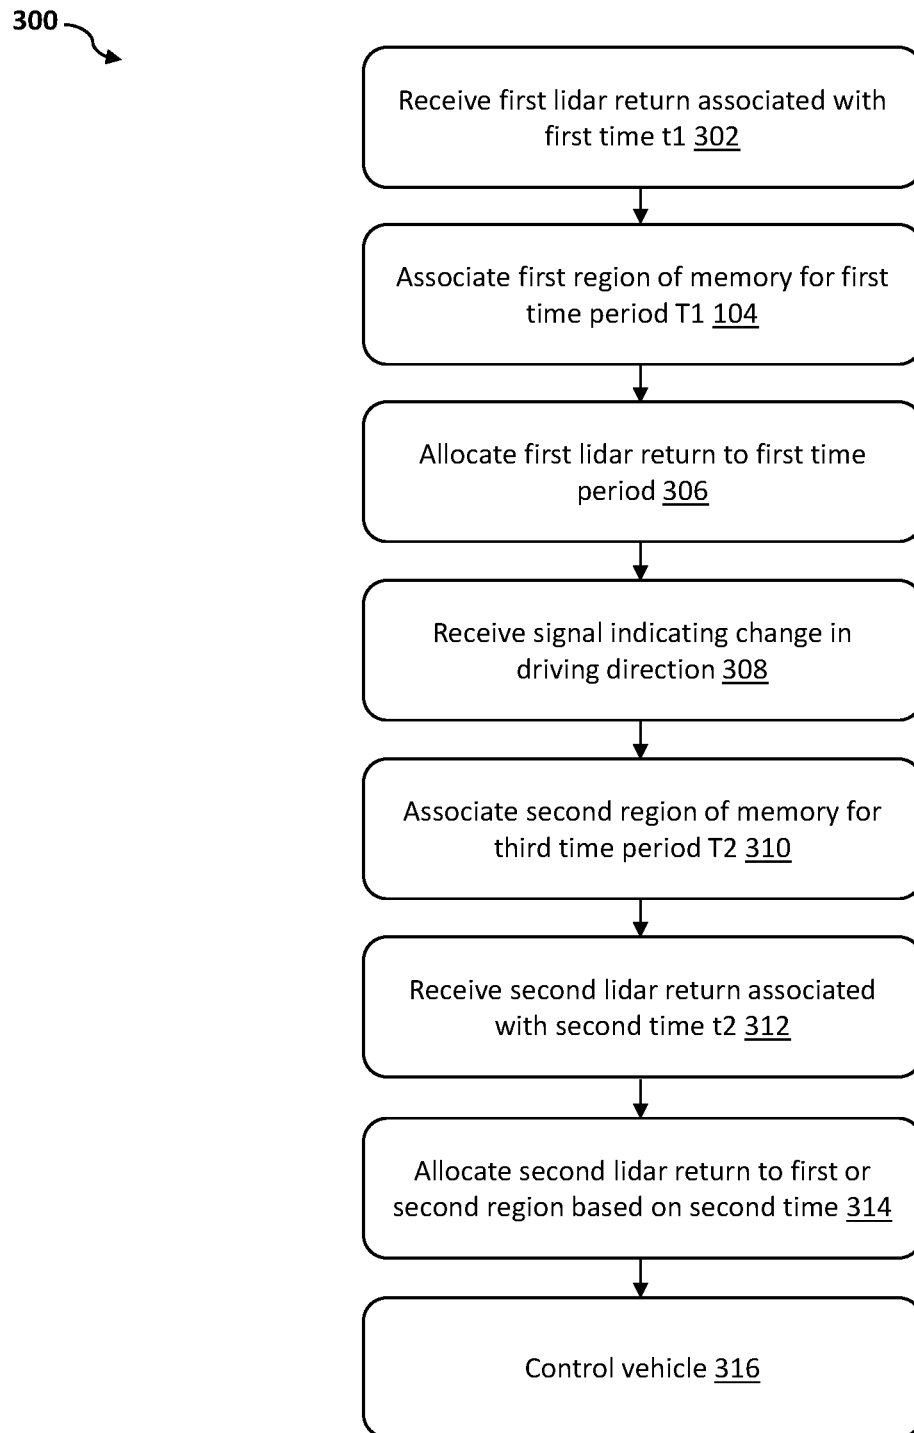 300
Receive first lidar return associated with
first time t1 302
Associate first region of memory for first
time period T1 104
Allocate first lidar return to first time
period 306
Receive signal indicating change in
driving direction 308
Associate second region of memory for
third time period T2 310
Receive second lidar return associated
with second time t2 312
Allocate second lidar return to first or
second region based on second time 314
Control vehicle 316